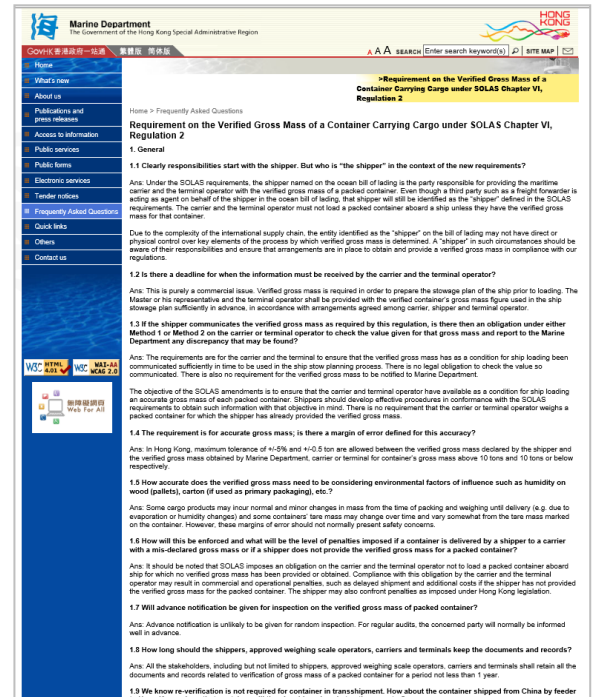 HONG
KONG
Marine Department
The Government of the Hong Kong Special Administrative Region
GovHK 香港政府一站通 繁體版 简体版
A A A SEARCH Enter search keyword(s) SITE MAP
Home
What's new
About us
Publications and
press releases
Access to information
Public services
Public forms
Electronic services
Tender notices
Frequently Asked Questions
Quick links
Others
Contact us
W3C HTML 4.01
W3C WAI-AA WCAG 2.0
無障礙網頁
Web For All
>Requirement on the Verified Gross Mass of a
Container Carrying Cargo under SOLAS Chapter VI,
Regulation 2
Home > Frequently Asked Questions
Requirement on the Verified Gross Mass of a Container Carrying Cargo under SOLAS Chapter VI,
Regulation 2
1. General
1.1 Clearly responsibilities start with the shipper. But who is "the shipper" in the context of the new requirements?
Ans: Under the SOLAS requirements, the shipper named on the ocean bill of lading is the party responsible for providing the maritime
carrier and the terminal operator with the verified gross mass of a packed container. Even though a third party such as a freight forwarder is
acting as agent on behalf of the shipper in the ocean bill of lading, that shipper will still be identified as the "shipper" defined in the SOLAS
requirements. The carrier and the terminal operator must not load a packed container aboard a ship unless they have the verified gross
mass for that container.
Due to the complexity of the international supply chain, the entity identified as the "shipper" on the bill of lading may not have direct or
physical control over key elements of the process by which verified gross mass is determined. A "shipper" in such circumstances should be
aware of their responsibilities and ensure that arrangements are in place to obtain and provide a verified gross mass in compliance with our
regulations.
1.2 Is there a deadline for when the information must be received by the carrier and the terminal operator?
Ans: This is purely a commercial issue. Verified gross mass is required in order to prepare the stowage plan of the ship prior to loading. The
Master or his representative and the terminal operator shall be provided with the verified container's gross mass figure used in the ship
stowage plan sufficiently in advance, in accordance with arrangements agreed among carrier, shipper and terminal operator.
1.3 If the shipper communicates the verified gross mass as required by this regulation, is there then an obligation under either
Method 1 or Method 2 on the carrier or terminal operator to check the value given for that gross mass and report to the Marine
Department any discrepancy that may be found?
Ans: The requirements are for the carrier and the terminal to ensure that the verified gross mass has as a condition for ship loading been
communicated sufficiently in time to be used in the ship stow planning process. There is no legal obligation to check the value so
communicated. There is also no requirement for the verified gross mass to be notified to Marine Department.
The objective of the SOLAS amendments is to ensure that the carrier and terminal operator have available as a condition for ship loading
an accurate gross mass of each packed container. Shippers should develop effective procedures in conformance with the SOLAS
requirements to obtain such information with that objective in mind. There is no requirement that the carrier or terminal operator weighs a
packed container for which the shipper has already provided the verified gross mass.
1.4 The requirement is for accurate gross mass; is there a margin of error defined for this accuracy?
Ans: In Hong Kong, maximum tolerance of +/-5% and +/-0.5 ton are allowed between the verified gross mass declared by the shipper and
the verified gross mass obtained by Marine Department, carrier or terminal for container's gross mass above 10 tons and 10 tons or below
respectively.
1.5 How accurate does the verified gross mass need to be considering environmental factors of influence such as humidity on
wood (pallets), carton (if used as primary packaging), etc.?
Ans: Some cargo products may incur normal and minor changes in mass from the time of packing and weighing until delivery (e.g. due to
evaporation or humidity changes) and some containers' tare mass may change over time and vary somewhat from the tare mass marked
on the container. However, these margins of error should not normally present safety concerns.
1.6 How will this be enforced and what will be the level of penalties imposed if a container is delivered by a shipper to a carrier
with a mis-declared gross mass or if a shipper does not provide the verified gross mass for a packed container?
Ans: It should be noted that SOLAS imposes an obligation on the carrier and the terminal operator not to load a packed container aboard
ship for which no verified gross mass has been provided or obtained. Compliance with this obligation by the carrier and the terminal
operator may result in commercial and operational penalties, such as delayed shipment and additional costs if the shipper has not provided
the verified gross mass for the packed container. The shipper may also confront penalties as imposed under Hong Kong legislation.
1.7 Will advance notification be given for inspection on the verified gross mass of packed container?
Ans: Advance notification is unlikely to be given for random inspection. For regular audits, the concerned party will normally be informed
well in advance.
1.8 How long should the shippers, approved weighing scale operators, carriers and terminals keep the documents and records?
Ans: All the stakeholders, including but not limited to shippers, approved weighing scale operators, carriers and terminals shall retain all the
documents and records related to verification of gross mass of a packed container for a period not less than 1 year.
1.9 We know re-verification is not required for container in transhipment. How about the container shipped from China by feeder